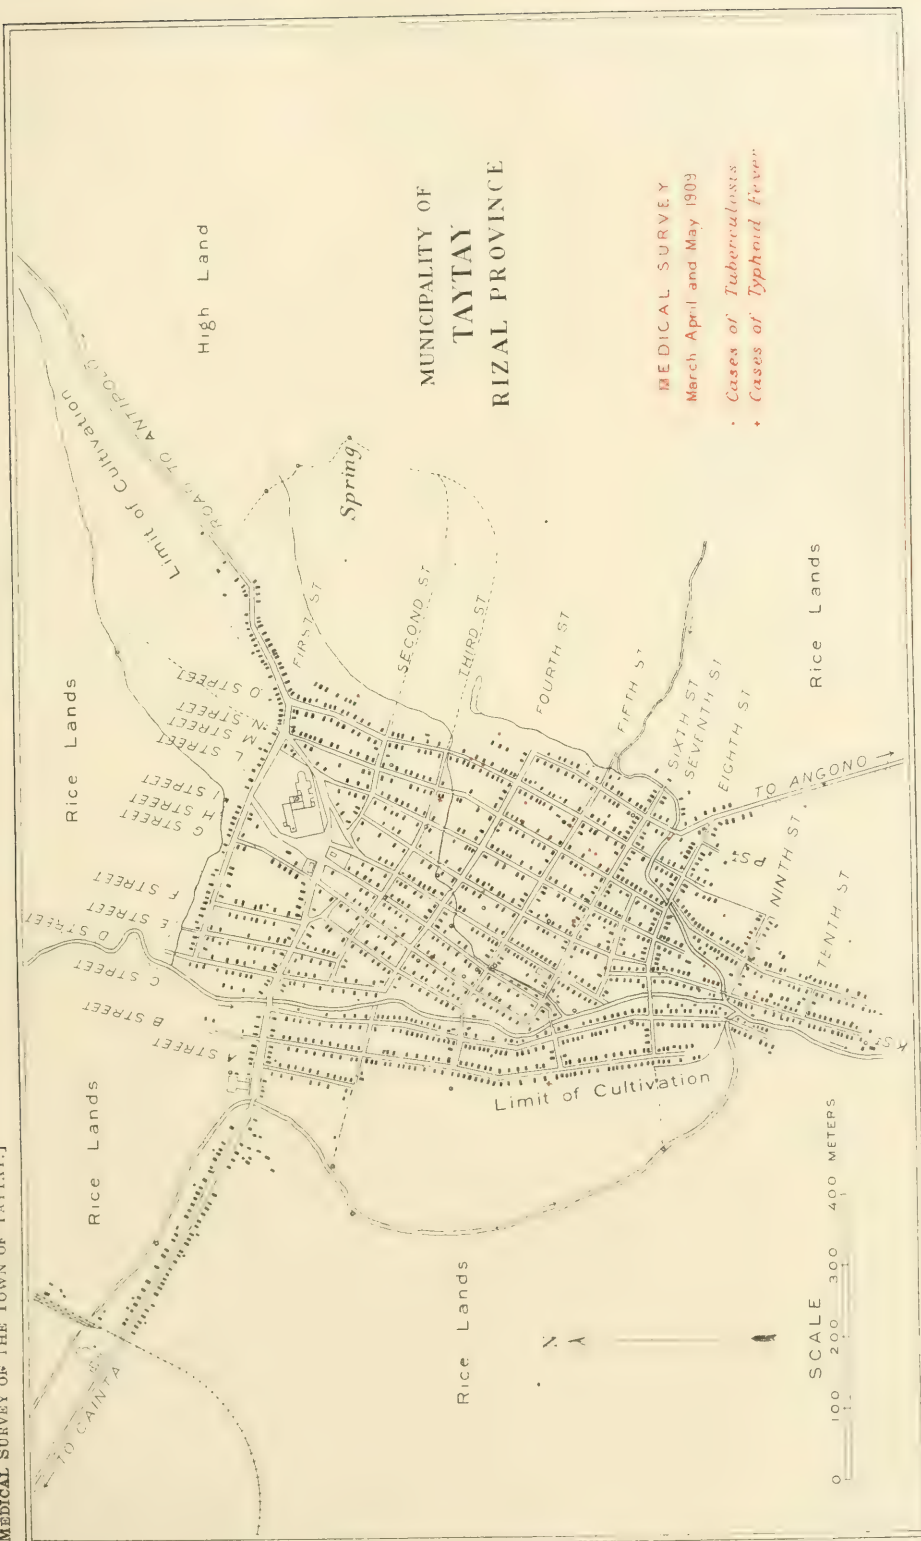 MEDICAL SURVEY OF THE TOWN OF TAYTAY.]
MUNICIPALITY OF
TAYTAY
RIZAL PROVINCE
MEDICAL SURVEY
March April and May 1909
• Cases of Tuberculosis
+ Cases of Typhoid Fever
High Land
Limit of Cultivation
ROAD TO ANTIPOLO
Rice Lands
Spring
FIRST ST
SECOND ST
THIRD ST
FOURTH ST
FIFTH ST
SIXTH ST
SEVENTH ST
EIGHTH ST
NINTH ST
TENTH ST
TO ANGONO
Rice Lands
O STREET
N STREET
M STREET
L STREET
I STREET
H STREET
G STREET
F STREET
E STREET
D STREET
C STREET
B STREET
A STREET
K St
Rice Lands
Limit of Cultivation
TO CAINTA
Rice Lands
N
SCALE
0 100 200 300 400 METERS